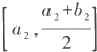 [a₂, (a₂+b₂)/2]